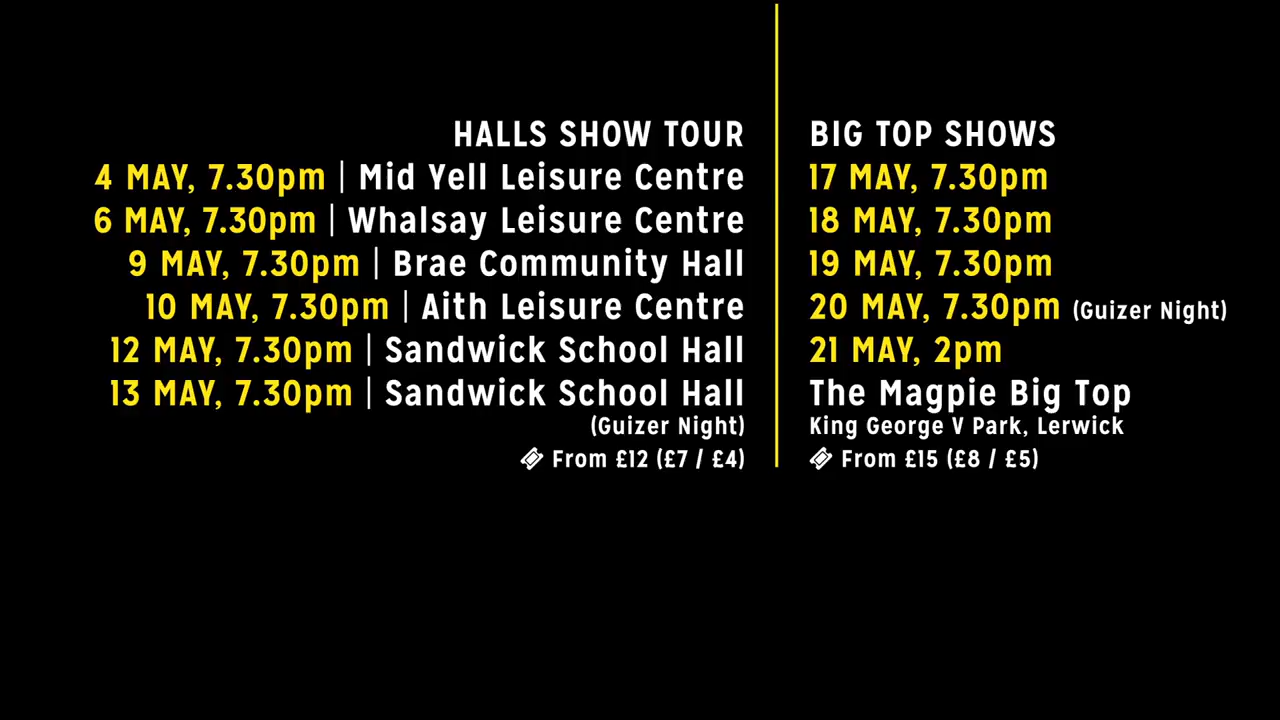 HALLS SHOW TOUR
4 MAY, 7.30pm | Mid Yell Leisure Centre
6 MAY, 7.30pm | Whalsay Leisure Centre
9 MAY, 7.30pm | Brae Community Hall
10 MAY, 7.30pm | Aith Leisure Centre
12 MAY, 7.30pm | Sandwick School Hall
13 MAY, 7.30pm | Sandwick School Hall
(Guizer Night)
From £12 (£7 / £4)
BIG TOP SHOWS
17 MAY, 7.30pm
18 MAY, 7.30pm
19 MAY, 7.30pm
20 MAY, 7.30pm (Guizer Night)
21 MAY, 2pm
The Magpie Big Top
King George V Park, Lerwick
From £15 (£8 / £5)